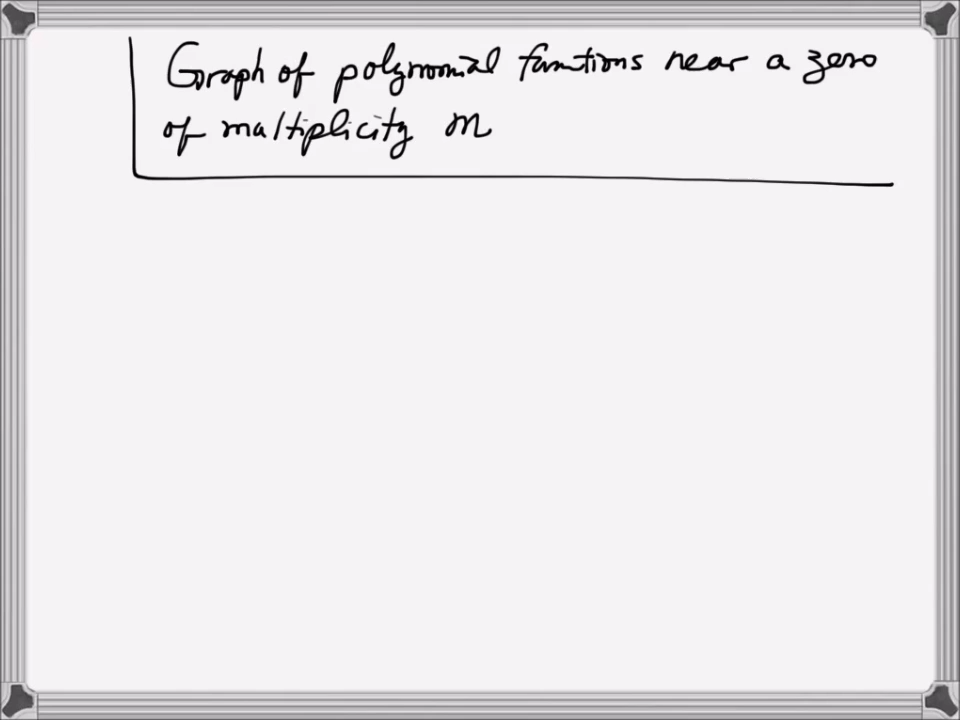 Graph of polynomial functions near a zero
of multiplicity m